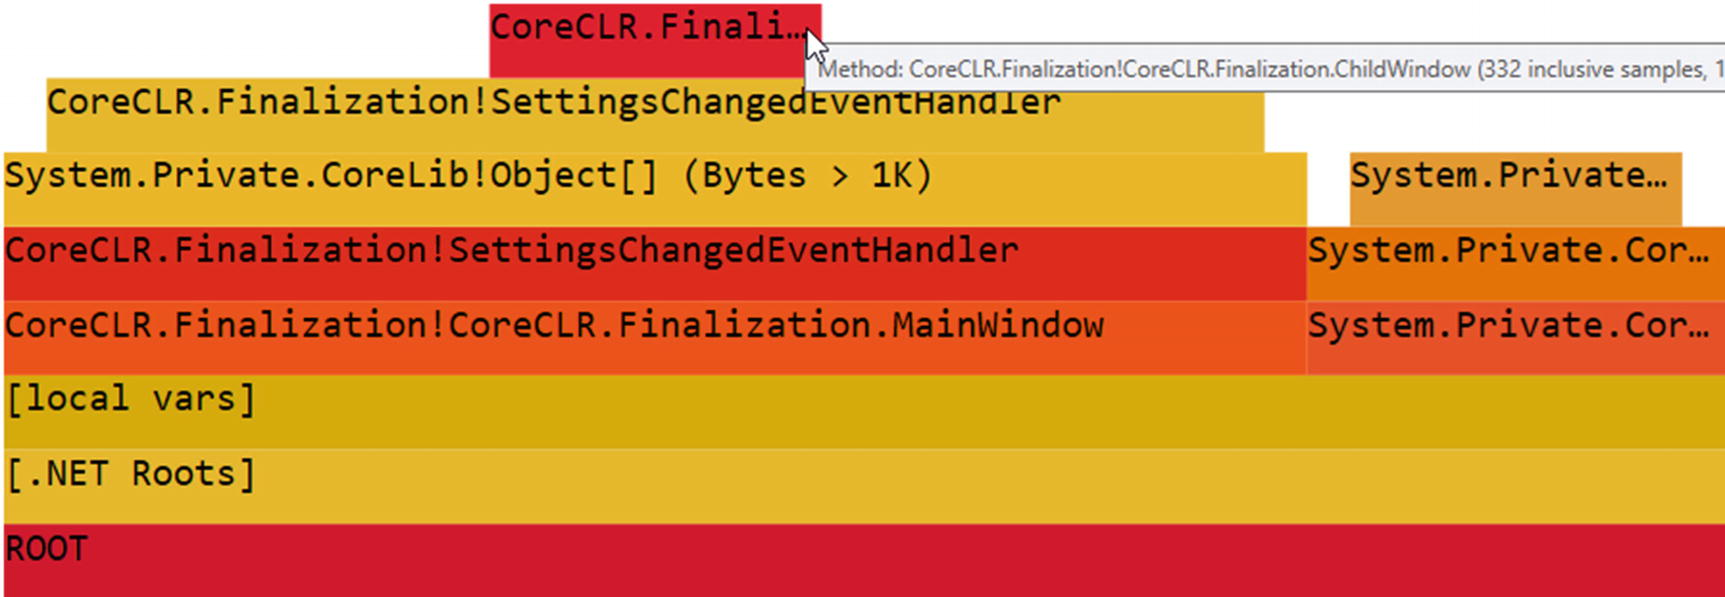 CoreCLR.Finali…
Method: CoreCLR.Finalization!CoreCLR.Finalization.ChildWindow (332 inclusive samples, 1
CoreCLR.Finalization!SettingsChangedEventHandler
System.Private.CoreLib!Object[] (Bytes > 1K)
System.Private…
CoreCLR.Finalization!SettingsChangedEventHandler
System.Private.Cor…
CoreCLR.Finalization!CoreCLR.Finalization.MainWindow
System.Private.Cor…
[local vars]
[.NET Roots]
ROOT